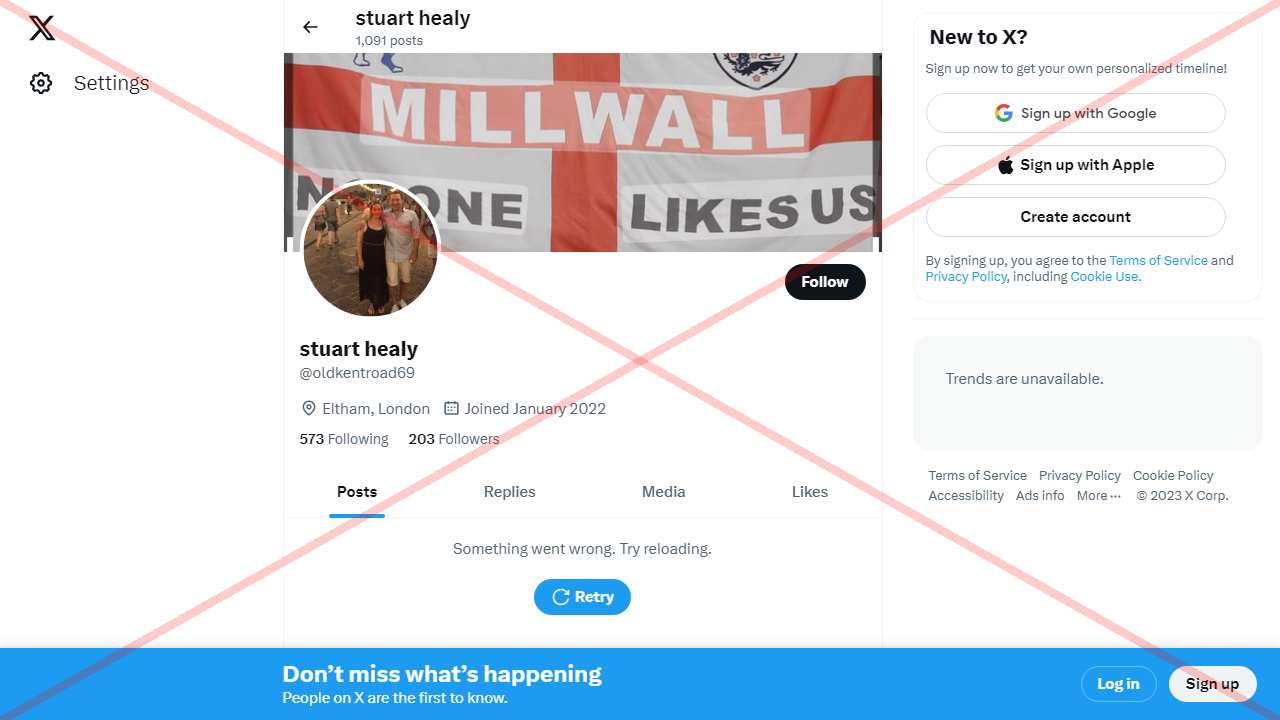 Settings
stuart healy
1,091 posts
MILLWALL
NO ONE LIKES US
Follow
stuart healy
@oldkentroad69
Eltham, London Joined January 2022
573 Following 203 Followers
Posts Replies Media Likes
Something went wrong. Try reloading.
Retry
New to X?
Sign up now to get your own personalized timeline!
Sign up with Google
Sign up with Apple
Create account
By signing up, you agree to the Terms of Service and
Privacy Policy, including Cookie Use.
Trends are unavailable.
Terms of Service Privacy Policy Cookie Policy
Accessibility Ads info More ··· © 2023 X Corp.
Don’t miss what’s happening
People on X are the first to know.
Log in
Sign up